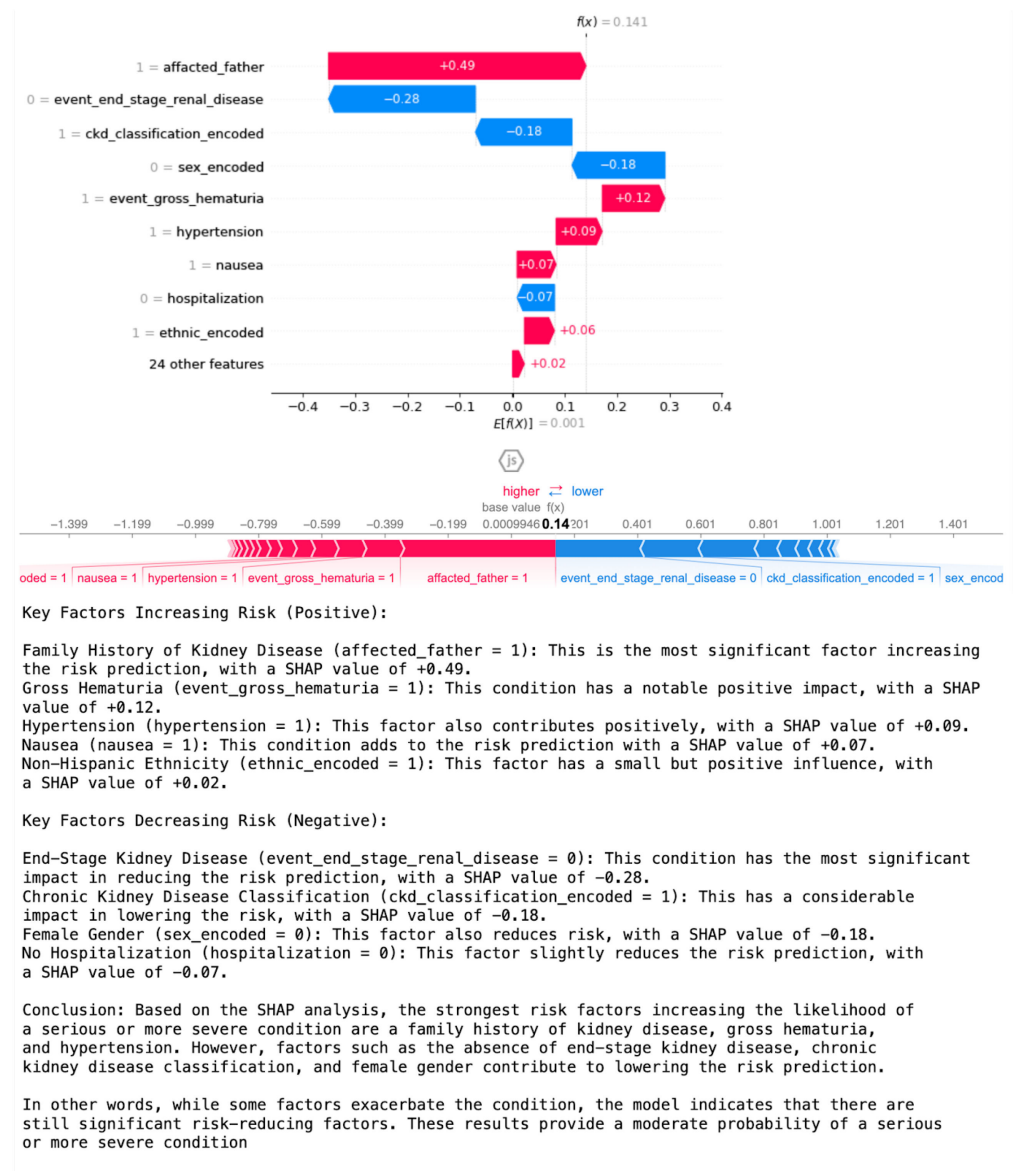 f(x) = 0.141
1 = affacted_father
+0.49
0 = event_end_stage_renal_disease
−0.28
1 = ckd_classification_encoded
−0.18
0 = sex_encoded
−0.18
1 = event_gross_hematuria
+0.12
1 = hypertension
+0.09
1 = nausea
+0.07
0 = hospitalization
−0.07
1 = ethnic_encoded
+0.06
24 other features
+0.02
−0.4 −0.3 −0.2 −0.1 0.0 0.1 0.2 0.3 0.4
E[f(X)] = 0.001
js
higher ⇄ lower
base value f(x)
−1.399 −1.199 −0.999 −0.799 −0.599 −0.399 −0.199 0.0009946 0.14 201 0.401 0.601 0.801 1.001 1.201 1.401
oded = 1 nausea = 1 hypertension = 1 event_gross_hematuria = 1 affacted_father = 1 event_end_stage_renal_disease = 0 ckd_classification_encoded = 1 sex_encod
Key Factors Increasing Risk (Positive):
Family History of Kidney Disease (affected_father = 1): This is the most significant factor increasing
the risk prediction, with a SHAP value of +0.49.
Gross Hematuria (event_gross_hematuria = 1): This condition has a notable positive impact, with a SHAP
value of +0.12.
Hypertension (hypertension = 1): This factor also contributes positively, with a SHAP value of +0.09.
Nausea (nausea = 1): This condition adds to the risk prediction with a SHAP value of +0.07.
Non-Hispanic Ethnicity (ethnic_encoded = 1): This factor has a small but positive influence, with
a SHAP value of +0.02.
Key Factors Decreasing Risk (Negative):
End-Stage Kidney Disease (event_end_stage_renal_disease = 0): This condition has the most significant
impact in reducing the risk prediction, with a SHAP value of -0.28.
Chronic Kidney Disease Classification (ckd_classification_encoded = 1): This has a considerable
impact in lowering the risk, with a SHAP value of -0.18.
Female Gender (sex_encoded = 0): This factor also reduces risk, with a SHAP value of -0.18.
No Hospitalization (hospitalization = 0): This factor slightly reduces the risk prediction, with
a SHAP value of -0.07.
Conclusion: Based on the SHAP analysis, the strongest risk factors increasing the likelihood of
a serious or more severe condition are a family history of kidney disease, gross hematuria,
and hypertension. However, factors such as the absence of end-stage kidney disease, chronic
kidney disease classification, and female gender contribute to lowering the risk prediction.
In other words, while some factors exacerbate the condition, the model indicates that there are
still significant risk-reducing factors. These results provide a moderate probability of a serious
or more severe condition